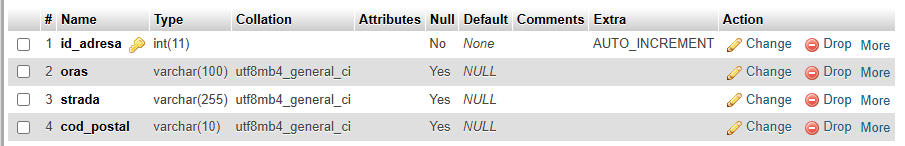 # Name Type Collation Attributes Null Default Comments Extra Action
1 id_adresa int(11) No None AUTO_INCREMENT Change Drop More
2 oras varchar(100) utf8mb4_general_ci Yes NULL Change Drop More
3 strada varchar(255) utf8mb4_general_ci Yes NULL Change Drop More
4 cod_postal varchar(10) utf8mb4_general_ci Yes NULL Change Drop More